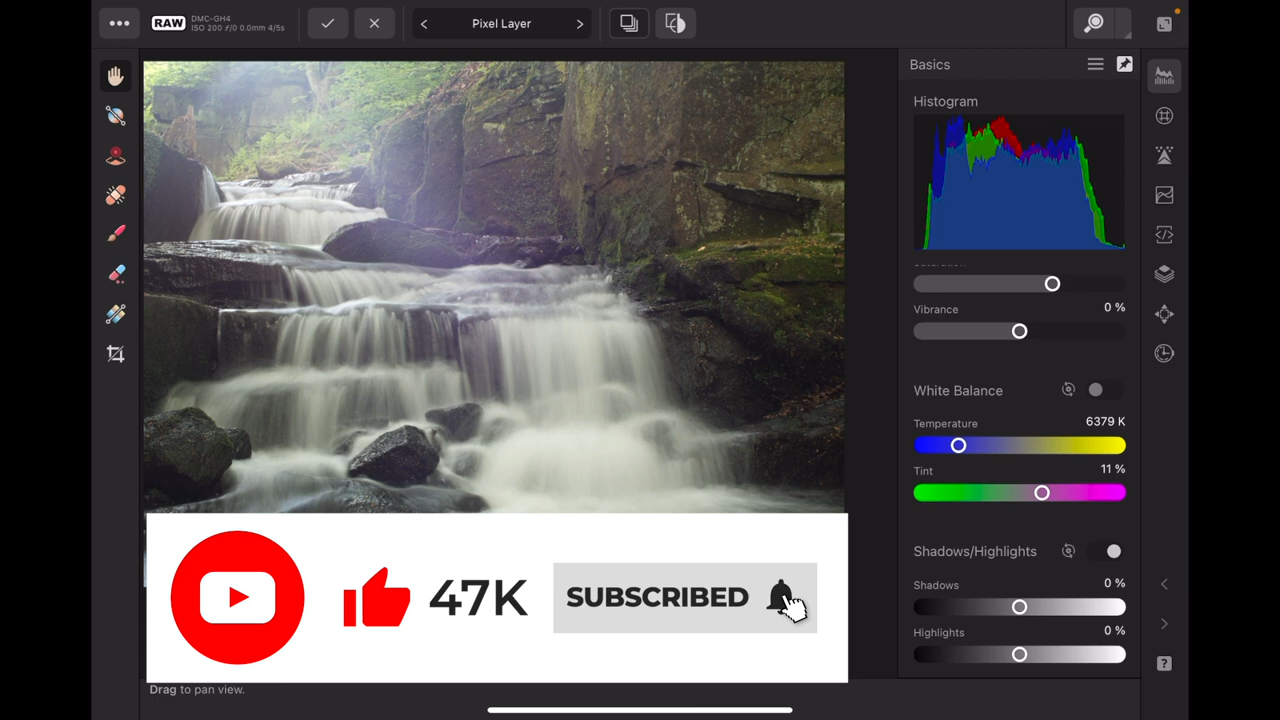 RAW
DMC-GH4
ISO 200 ƒ/0 0.0mm 4/5s
< Pixel Layer >
Basics
Histogram
Vibrance 0 %
White Balance
Temperature 6379 K
Tint 11 %
Shadows/Highlights
Shadows 0 %
Highlights 0 %
47K
SUBSCRIBED
Drag to pan view.
?